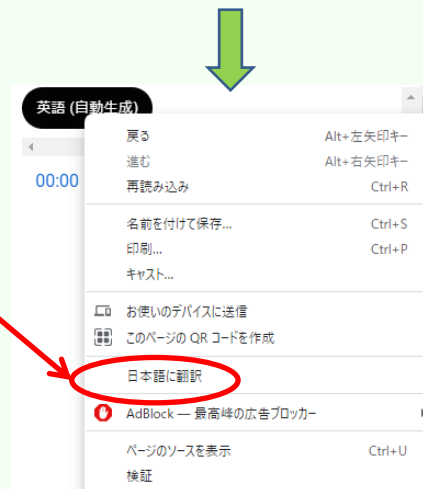 英語 (自動生成)
00:00
戻る Alt+左矢印キー
進む Alt+右矢印キー
再読み込み Ctrl+R
名前を付けて保存... Ctrl+S
印刷... Ctrl+P
キャスト...
お使いのデバイスに送信
このページの QR コードを作成
日本語に翻訳
AdBlock — 最高峰の広告ブロッカー
ページのソースを表示 Ctrl+U
検証